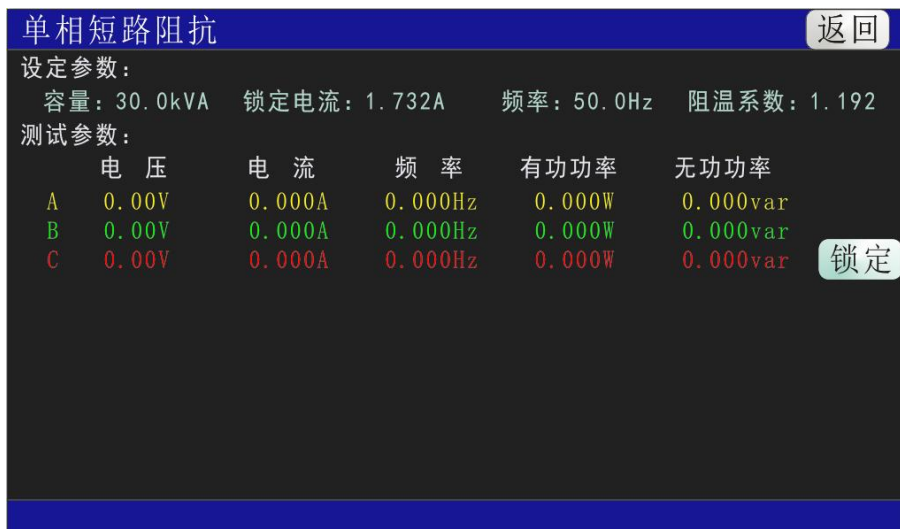 单相短路阻抗 返回
设定参数:
容量: 30.0kVA 锁定电流: 1.732A 频率: 50.0Hz 阻温系数: 1.192
测试参数:
电 压 电 流 频 率 有功功率 无功功率
A 0.00V 0.000A 0.000Hz 0.000W 0.000var
B 0.00V 0.000A 0.000Hz 0.000W 0.000var
C 0.00V 0.000A 0.000Hz 0.000W 0.000var 锁定